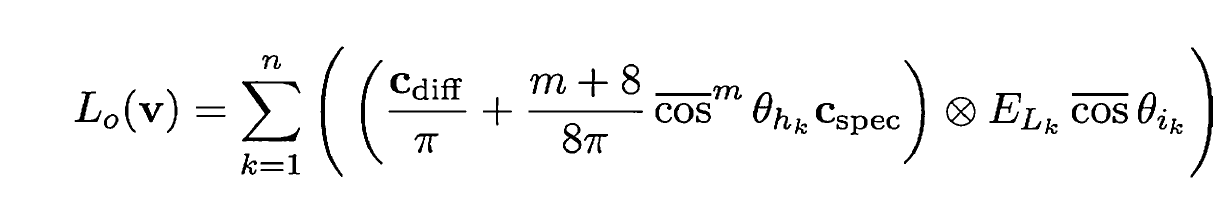 $$L_o(\mathbf{v}) = \sum_{k=1}^{n} \left( \left( \frac{\mathbf{c}_{\text{diff}}}{\pi} + \frac{m+8}{8\pi} \overline{\cos}^m \theta_{h_k} \mathbf{c}_{\text{spec}} \right) \otimes E_{L_k} \overline{\cos} \theta_{i_k} \right)$$